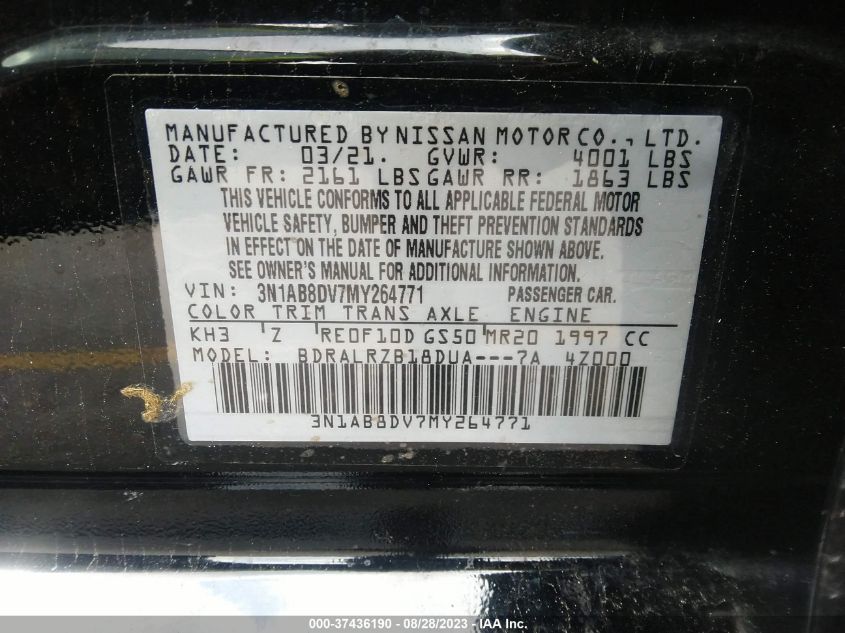 MANUFACTURED BY NISSAN MOTOR CO., LTD.
DATE: 03/21. GVWR: 4001 LBS
GAWR FR: 2161 LBS GAWR RR: 1863 LBS
THIS VEHICLE CONFORMS TO ALL APPLICABLE FEDERAL MOTOR
VEHICLE SAFETY, BUMPER AND THEFT PREVENTION STANDARDS
IN EFFECT ON THE DATE OF MANUFACTURE SHOWN ABOVE.
SEE OWNER'S MANUAL FOR ADDITIONAL INFORMATION.
VIN: 3N1AB8DV7MY264771 PASSENGER CAR.
COLOR TRIM TRANS AXLE ENGINE
KH3 Z RE0F10D GS50 MR20 1997 CC
MODEL: BDRALRZB18DUA---7A 4Z000
3N1AB8DV7MY264771
000-37436190 - 08/28/2023 - IAA Inc.